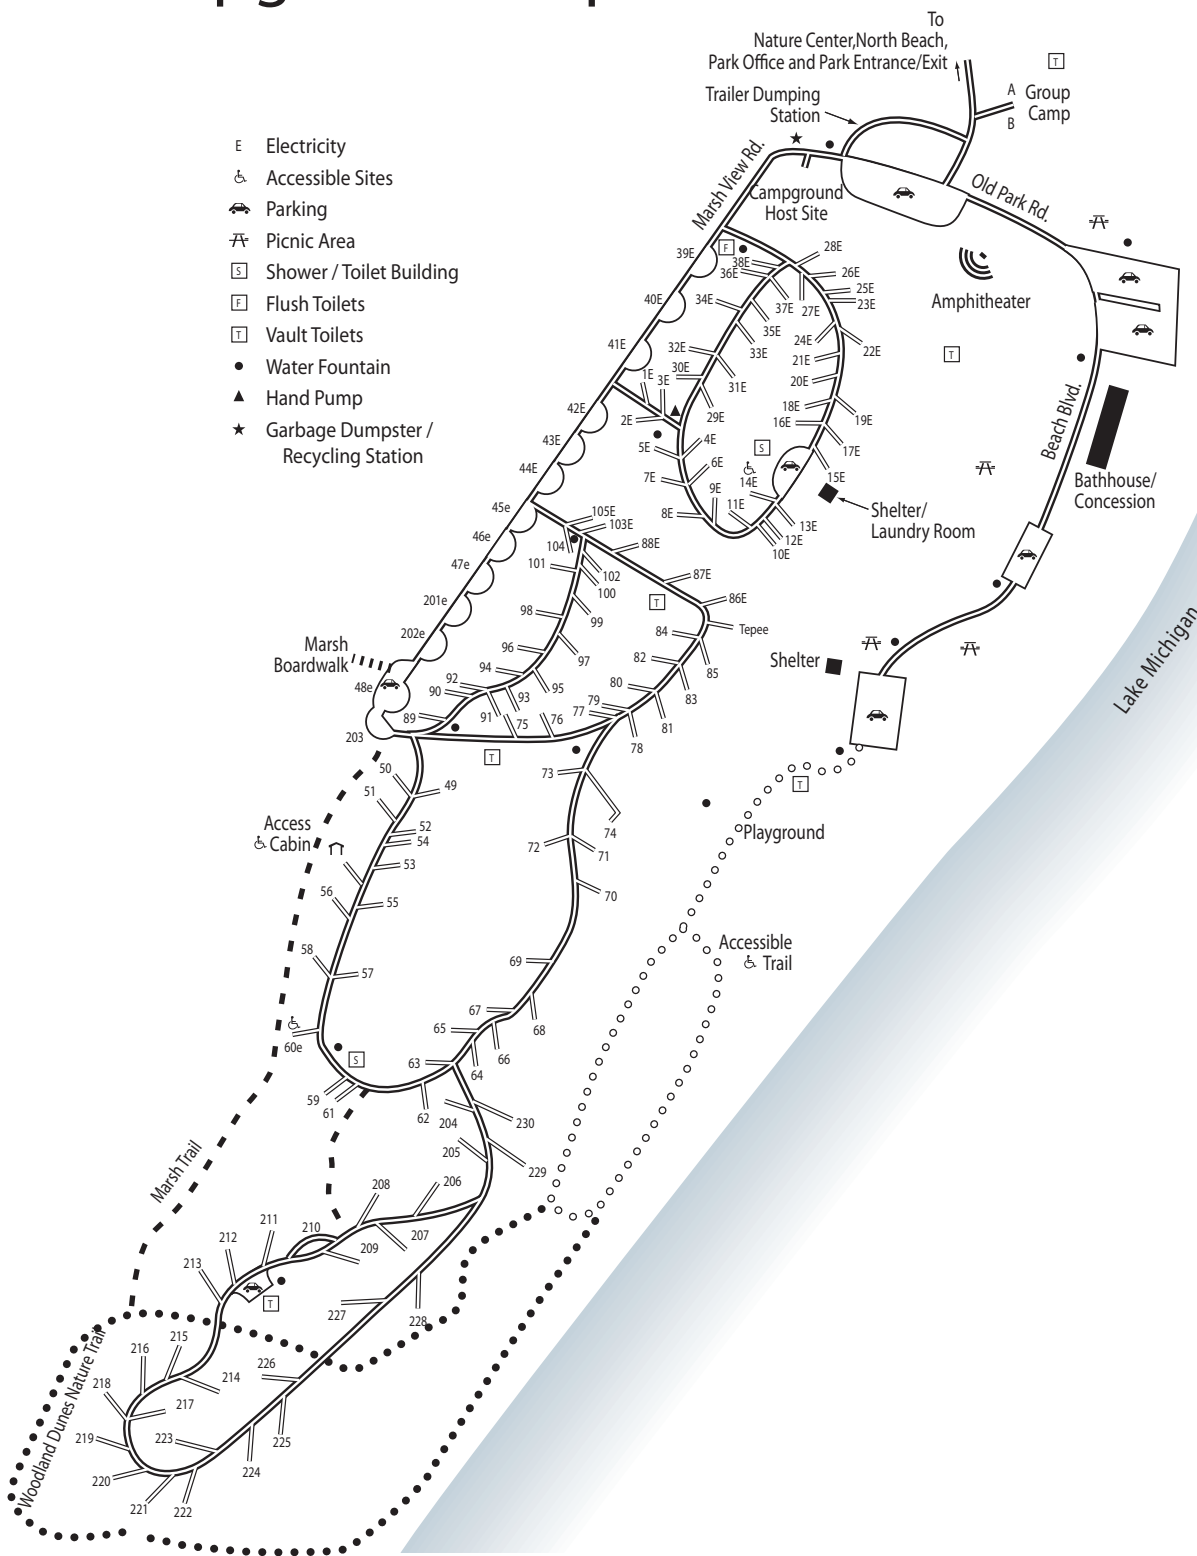 To
Nature Center,North Beach,
Park Office and Park Entrance/Exit
T
A
Group
B
Camp
Trailer Dumping
Station
E Electricity
Accessible Sites
Parking
Picnic Area
S Shower / Toilet Building
F Flush Toilets
T Vault Toilets
Water Fountain
Hand Pump
Garbage Dumpster /
Recycling Station
Marsh View Rd.
Campground
Host Site
Old Park Rd.
Amphitheater
T
Beach Blvd.
Bathhouse/
Concession
Lake Michigan
F
39E
38E
36E
28E
26E
25E
23E
27E
37E
40E
34E
35E
33E
24E
22E
41E
32E
21E
30E
31E
20E
1E
3E
42E
2E
29E
18E
19E
16E
43E
5E
4E
S
17E
44E
7E
6E
14E
15E
9E
11E
8E
13E
12E
10E
Shelter/
Laundry Room
45e
105E
103E
46e
104
88E
101
102
100
47e
87E
201e
98
99
T
86E
Tepee
202e
96
97
84
85
Marsh
Boardwalk
94
95
82
83
Shelter
48e
92
90
93
91
80
79
81
89
75
76
77
78
203
T
50
49
73
51
74
52
54
Access
Cabin
53
72
71
T
Playground
56
55
70
58
57
69
Accessible
Trail
60e
67
68
65
66
S
63
64
59
61
62
204
230
205
229
Marsh Trail
208
206
211
210
207
212
209
213
T
227
228
215
216
226
214
218
217
219
223
225
220
224
221
222
Woodland Dunes Nature Trail